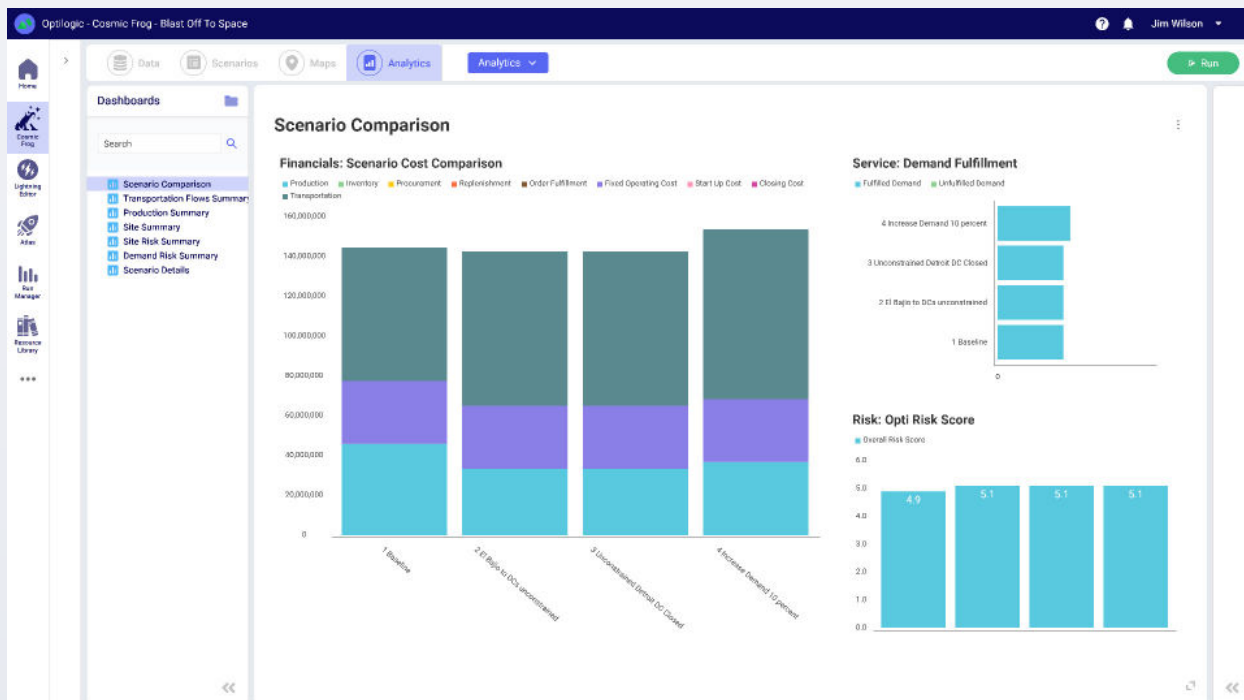 Optilogic - Cosmic Frog - Blast Off To Space
Jim Wilson
Data
Scenarios
Maps
Analytics
Analytics
Run
Home
Cosmic
Frog
Lightning
Editor
Atlas
Run
Manager
Resource
Library
Dashboards
Search
Scenario Comparison
Transportation Flows Summary
Production Summary
Site Summary
Site Risk Summary
Demand Risk Summary
Scenario Details
Scenario Comparison
Financials: Scenario Cost Comparison
Production Inventory Procurement Replenishment Order Fulfillment Fixed Operating Cost Start Up Cost Closing Cost
Transportation
160,000,000
140,000,000
120,000,000
100,000,000
80,000,000
60,000,000
40,000,000
20,000,000
0
1 Baseline
2 El Bajio to DCs unconstrained
3 Unconstrained Detroit DC Closed
4 Increase Demand 10 percent
Service: Demand Fulfillment
Fulfilled Demand Unfulfilled Demand
4 Increase Demand 10 percent
3 Unconstrained Detroit DC Closed
2 El Bajio to DCs unconstrained
1 Baseline
0
Risk: Opti Risk Score
Overall Risk Score
6.0
5.0
4.0
3.0
2.0
1.0
0.0
4.9
5.1
5.1
5.1